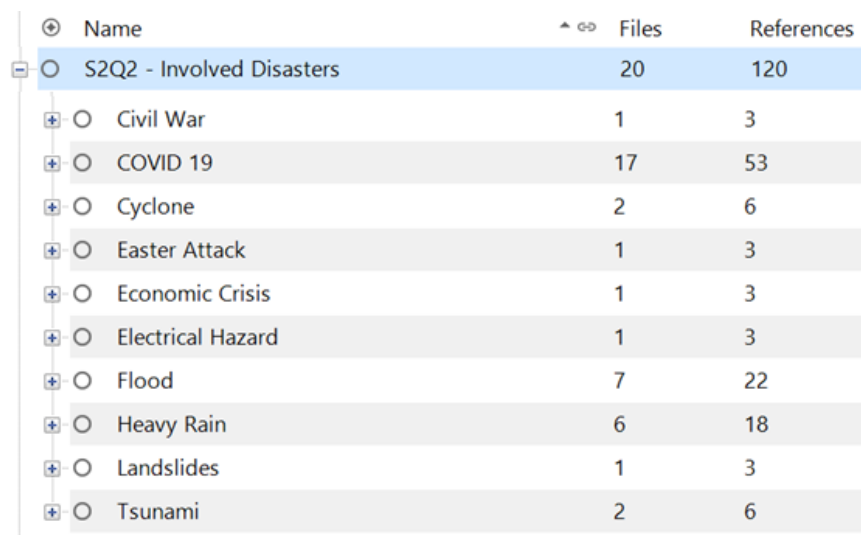 Name Files References
S2Q2 - Involved Disasters 20 120
Civil War 1 3
COVID 19 17 53
Cyclone 2 6
Easter Attack 1 3
Economic Crisis 1 3
Electrical Hazard 1 3
Flood 7 22
Heavy Rain 6 18
Landslides 1 3
Tsunami 2 6